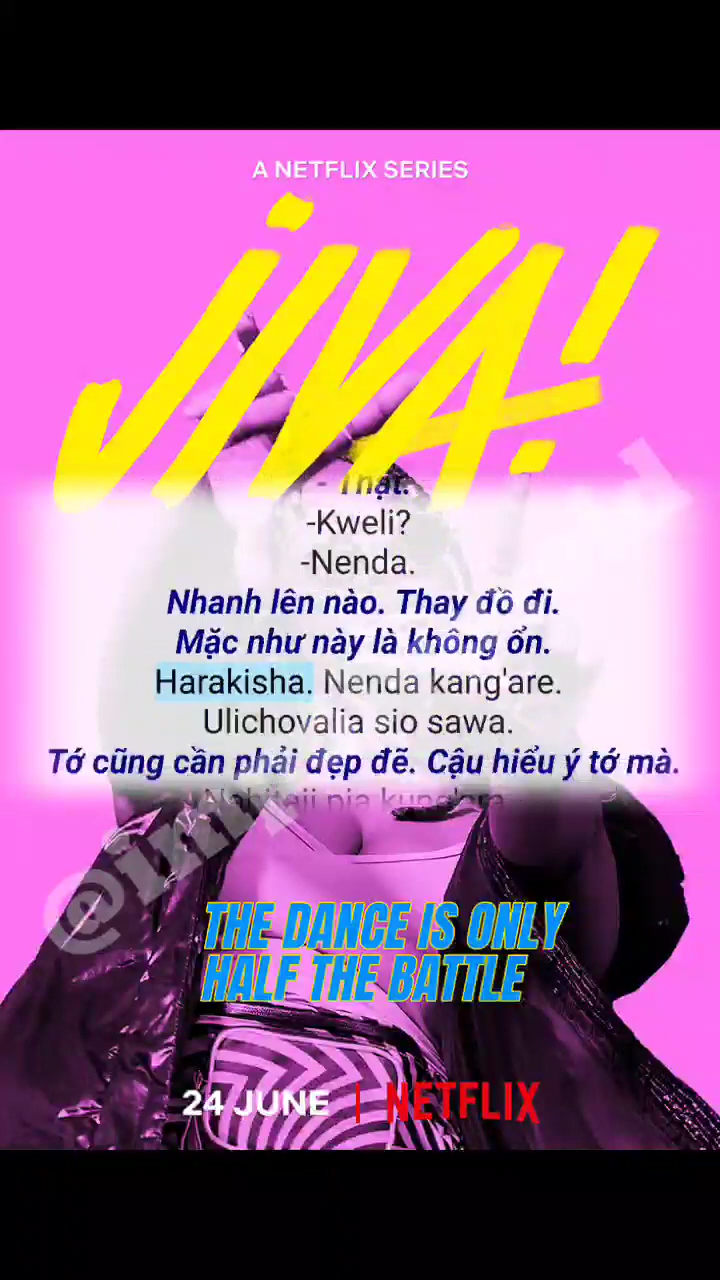 A NETFLIX SERIES
JIVA!
- Thật.
-Kweli?
-Nenda.
Nhanh lên nào. Thay đồ đi.
Mặc như này là không ổn.
Harakisha. Nenda kang'are.
Ulichovalia sio sawa.
Tớ cũng cần phải đẹp đẽ. Cậu hiểu ý tớ mà.
THE DANCE IS ONLY
HALF THE BATTLE
24 JUNE | NETFLIX